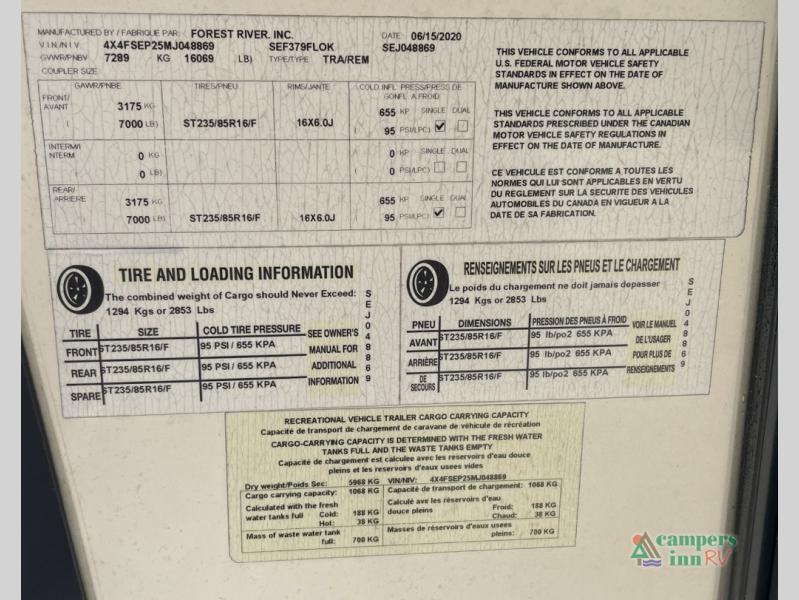 MANUFACTURED BY / FABRIQUE PAR: FOREST RIVER. INC. DATE: 06/15/2020
V I N / N I V 4X4FSEP25MJ048869 SEF379FLOK SEJ048869
GVWR/PNBV 7289 KG 16069 LB) TYPE/TYPE TRA/REM
COUPLER SIZE
GAWR/PNBE TIRES/PNEU RIMS/JANTE COLD INFL. PRESS/PRESS DE GONFL. A FROID
FRONT/ AVANT 3175 KG 655 KP SINGLE DUAL
( 7000 LB) ST235/85R16/F 16X6.0J ( 95 PSI/LPC)
INTERM/I NTERM 0 KG 0 KP SINGLE DUAL
( 0 LB) ( 0 PSI/LPC)
REAR/ ARRIERE 3175 KG 655 KP SINGLE DUAL
( 7000 LB) ST235/85R16/F 16X6.0J ( 95 PSI/LPC)
THIS VEHICLE CONFORMS TO ALL APPLICABLE
U.S. FEDERAL MOTOR VEHICLE SAFETY
STANDARDS IN EFFECT ON THE DATE OF
MANUFACTURE SHOWN ABOVE.
THIS VEHICLE CONFORMS TO ALL APPLICABLE
STANDARDS PRESCRIBED UNDER THE CANADIAN
MOTOR VEHICLE SAFETY REGULATIONS IN
EFFECT ON THE DATE OF MANUFACTURE.
CE VEHICULE EST CONFORME A TOUTES LES
NORMES QUI LUI SONT APPLICABLES EN VERTU
DU REGLEMENT SUR LA SECURITE DES VEHICULES
AUTOMOBILES DU CANADA EN VIGUEUR A LA
DATE DE SA FABRICATION.
TIRE AND LOADING INFORMATION
The combined weight of Cargo should Never Exceed:
1294 Kgs or 2853 Lbs
TIRE SIZE COLD TIRE PRESSURE SEE OWNER'S
FRONT ST235/85R16/F 95 PSI / 655 KPA MANUAL FOR
REAR ST235/85R16/F 95 PSI / 655 KPA ADDITIONAL
SPARE ST235/85R16/F 95 PSI / 655 KPA INFORMATION
SEJ048869
RENSEIGNEMENTS SUR LES PNEUS ET LE CHARGEMENT
Le poids du chargement ne doit jamais depasser
1294 Kgs or 2853 Lbs
PNEU DIMENSIONS PRESSION DES PNEUS À FROID VOIR LE MANUEL
AVANT ST235/85R16/F 95 lb/po2 655 KPA DE L'USAGER
ARRIÈRE ST235/85R16/F 95 lb/po2 655 KPA POUR PLUS DE
DE SECOURS ST235/85R16/F 95 lb/po2 655 KPA RENSEIGNEMENTS
SEJ048869
RECREATIONAL VEHICLE TRAILER CARGO CARRYING CAPACITY
Capacite de transport de chargement de caravane de véhicule de récréation
CARGO-CARRYING CAPACITY IS DETERMINED WITH THE FRESH WATER
TANKS FULL AND THE WASTE TANKS EMPTY
Capacité de chargement est calculee avec les reservoirs d'eau douce
pleins et les reservoirs d'eaux usees vides
Dry weight/Poids Sec: 5968 KG VIN/NIV: 4X4FSEP25MJ048869
Cargo carrying capacity: 1068 KG Capacite de transport de chargement: 1068 KG
Calculated with the fresh water tanks full Cold: 188 KG
Hot: 38 KG
Calculé ave les réservoirs d'eau douce pleins Froid: 188 KG
Chaud: 38 KG
Mass of waste water tank full: 700 KG
Masses de réservoirs d'eaux usees pleins: 700 KG
campers
inn RV